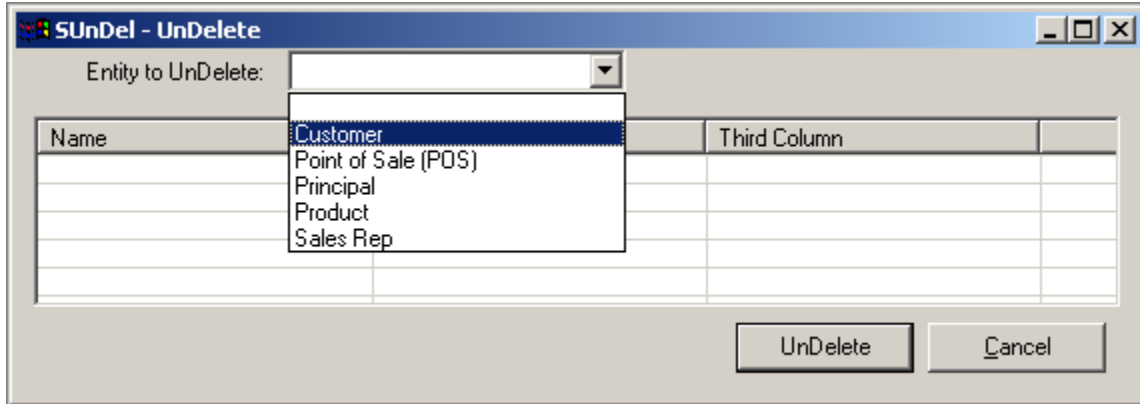 SUnDel - UnDelete
Entity to UnDelete:
Name Third Column
Customer
Point of Sale (POS)
Principal
Product
Sales Rep
UnDelete Cancel